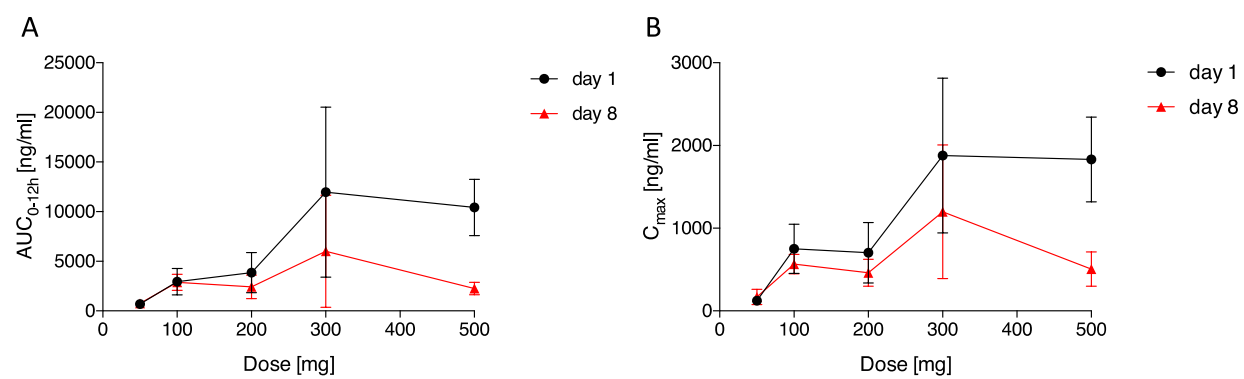 A
AUC0-12h [ng/ml]
25000
20000
15000
10000
5000
0
0 100 200 300 400 500
Dose [mg]
day 1
day 8
B
Cmax [ng/ml]
3000
2000
1000
0
0 100 200 300 400 500
Dose [mg]
day 1
day 8